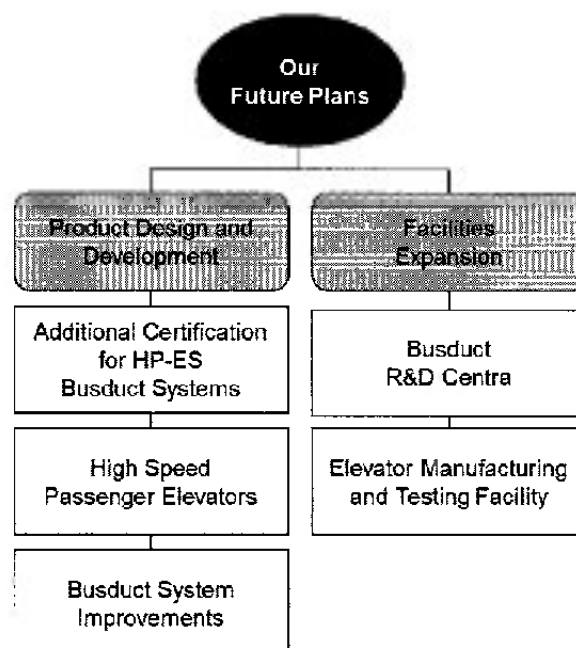 Our
Future Plans
Product Design and
Development
Facilities
Expansion
Additional Certification
for HP-ES
Busduct Systems
Busduct
R&D Centra
High Speed
Passenger Elevators
Elevator Manufacturing
and Testing Facility
Busduct System
Improvements